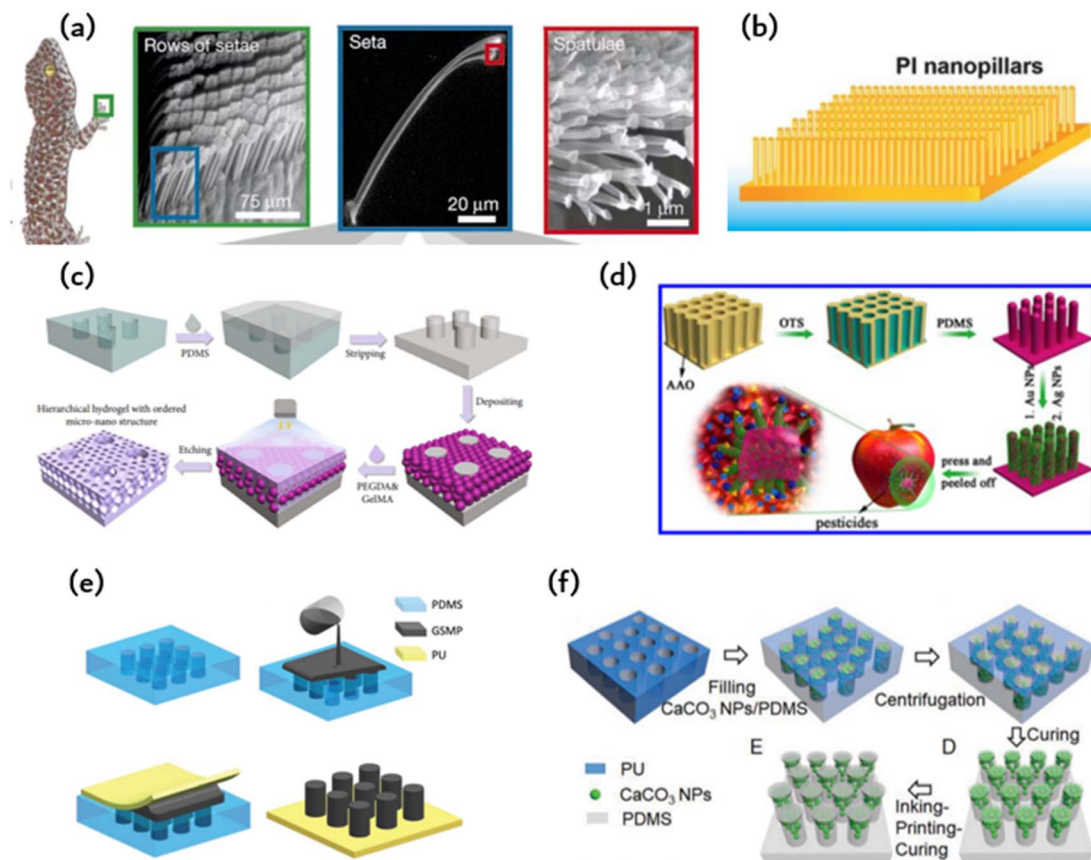 (a)
Rows of setae
75 μm
Seta
20 μm
Spatulae
1 μm
(b)
PI nanopillars
(c)
PDMS
Stripping
Depositing
PEGDA&
GelMA
UV
Etching
Hierarchical hydrogel with ordered
micro-nano structure
(d)
AAO
OTS
PDMS
1. Au NPs
2. Ag NPs
press and
peeled off
pesticides
(e)
PDMS
GSMP
PU
(f)
Filling
CaCO₃ NPs/PDMS
Centrifugation
Curing
D
E
Inking-
Printing-
Curing
PU
CaCO₃ NPs
PDMS